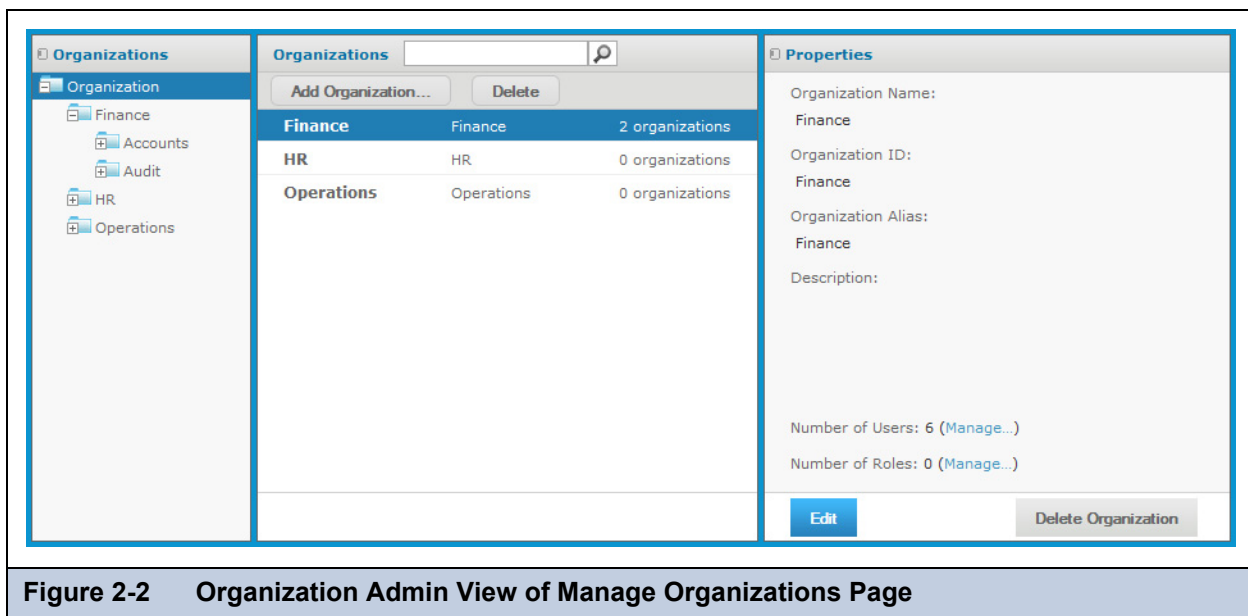 Organizations
Organization
Finance
Accounts
Audit
HR
Operations
Organizations
Add Organization... Delete
Finance Finance 2 organizations
HR HR 0 organizations
Operations Operations 0 organizations
Properties
Organization Name:
Finance
Organization ID:
Finance
Organization Alias:
Finance
Description:
Number of Users: 6 (Manage...)
Number of Roles: 0 (Manage...)
Edit Delete Organization
Figure 2-2 Organization Admin View of Manage Organizations Page